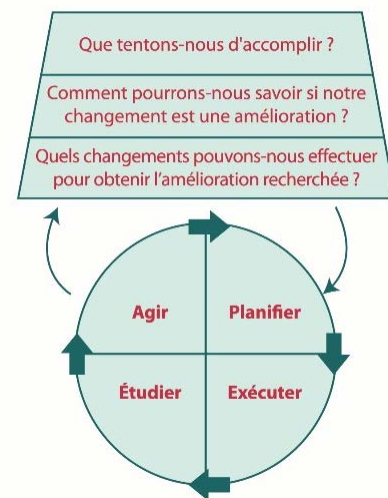 Que tentons-nous d'accomplir ?
Comment pourrons-nous savoir si notre
changement est une amélioration ?
Quels changements pouvons-nous effectuer
pour obtenir l’amélioration recherchée ?
Agir
Planifier
Étudier
Exécuter